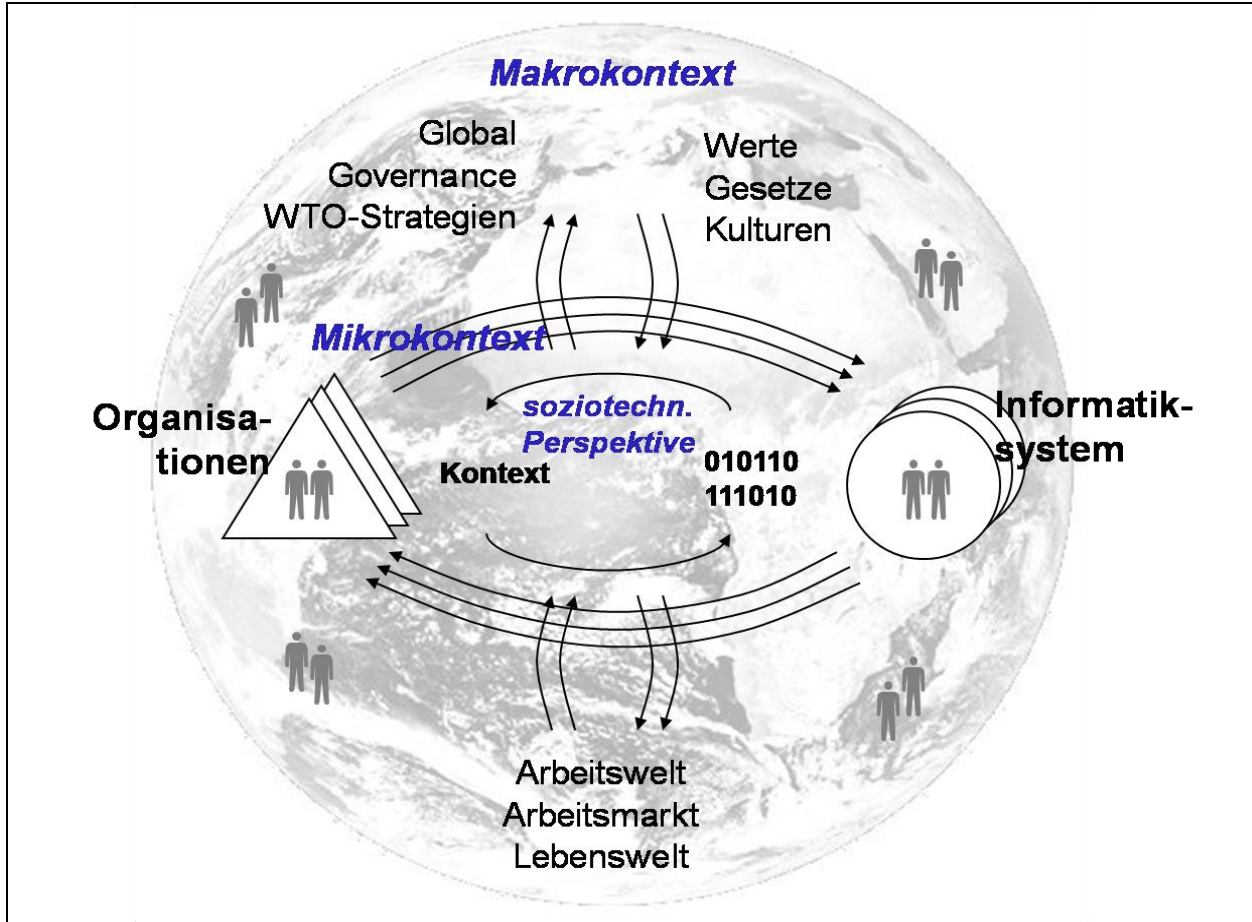 Makrokontext
Global
Governance
WTO-Strategien
Werte
Gesetze
Kulturen
Mikrokontext
Organisa-
tionen
soziotechn.
Perspektive
Kontext
010110
111010
Informatik-
system
Arbeitswelt
Arbeitsmarkt
Lebenswelt